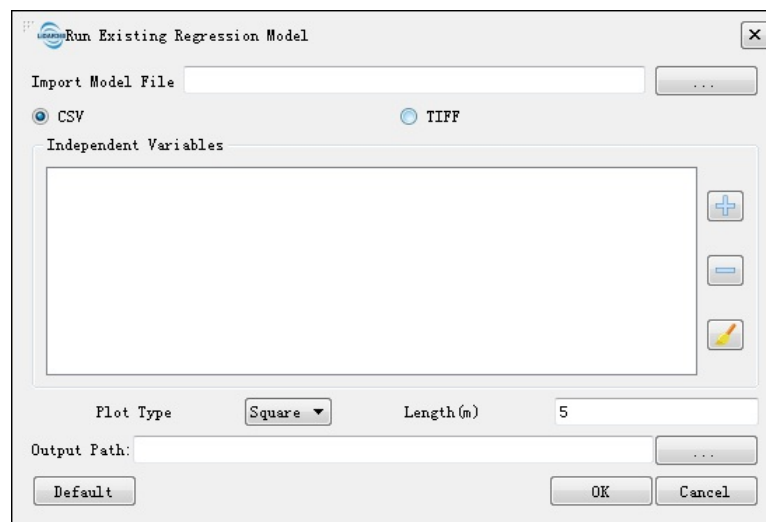 Run Existing Regression Model
Import Model File ...
CSV TIFF
Independent Variables
Plot Type Square Length(m) 5
Output Path: ...
Default OK Cancel